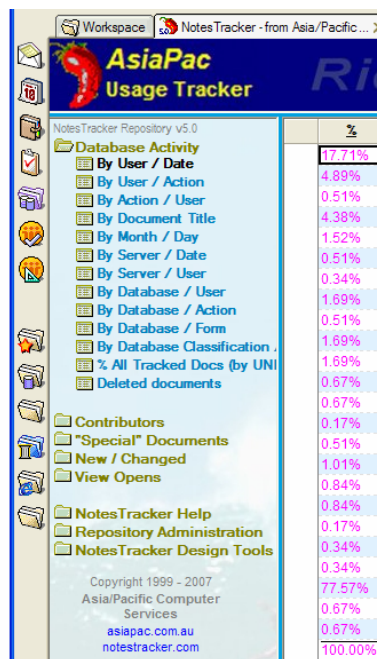 Workspace
5.0 NotesTracker - from Asia/Pacific ...
AsiaPac
Usage Tracker
Ri
NotesTracker Repository v5.0
Database Activity
By User / Date
By User / Action
By Action / User
By Document Title
By Month / Day
By Server / Date
By Server / User
By Database / User
By Database / Action
By Database / Form
By Database Classification
% All Tracked Docs (by UNI
Deleted documents
Contributors
"Special" Documents
New / Changed
View Opens
NotesTracker Help
Repository Administration
NotesTracker Design Tools
Copyright 1999 - 2007
Asia/Pacific Computer
Services
asiapac.com.au
notestracker.com
%
17.71%
4.89%
0.51%
4.38%
1.52%
0.51%
0.34%
1.69%
0.51%
1.69%
1.69%
0.67%
0.67%
0.17%
0.51%
1.01%
0.84%
0.84%
0.17%
0.34%
0.34%
77.57%
0.67%
0.67%
100.00%
18